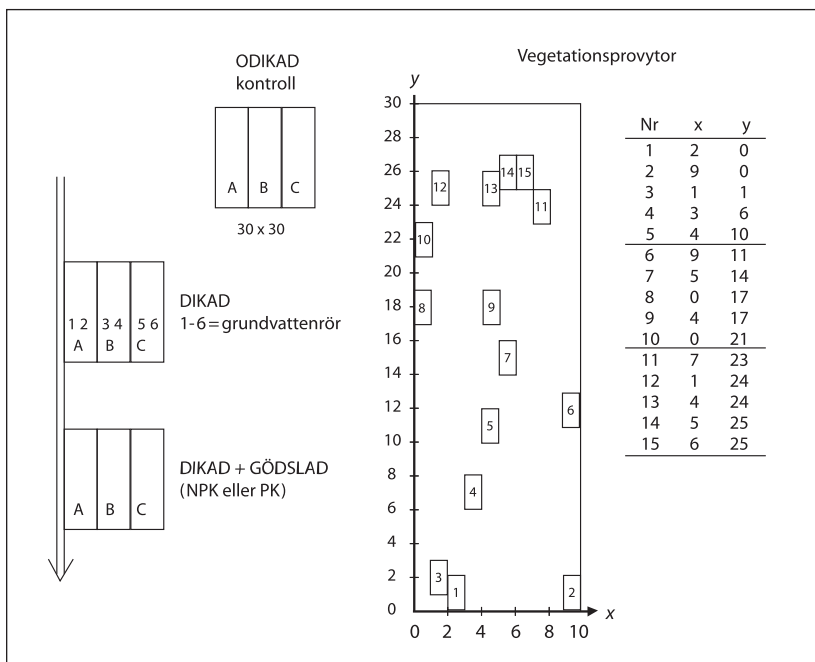 ODIKAD
kontroll
A B C
30 x 30
1 2 3 4 5 6
A B C
DIKAD
1-6=grundvattenrör
A B C
DIKAD + GÖDSLAD
(NPK eller PK)
Vegetationsprovytor
y
30
28
26
24
22
20
18
16
14
12
10
8
6
4
2
0
14 15
12 13
11
10
8 9
7
6
5
4
3
1 2
0 2 4 6 8 10 x
Nr x y
1 2 0
2 9 0
3 1 1
4 3 6
5 4 10
6 9 11
7 5 14
8 0 17
9 4 17
10 0 21
11 7 23
12 1 24
13 4 24
14 5 25
15 6 25